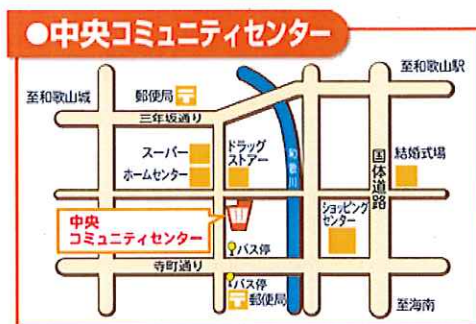 ●中央コミュニティセンター
至和歌山城
郵便局
至和歌山駅
三年坂通り
スーパー
ホームセンター
ドラッグ
ストアー
和歌川
国体道路
結婚式場
中央
コミュニティセンター
ショッピング
センター
バス停
寺町通り
バス停
郵便局
至海南